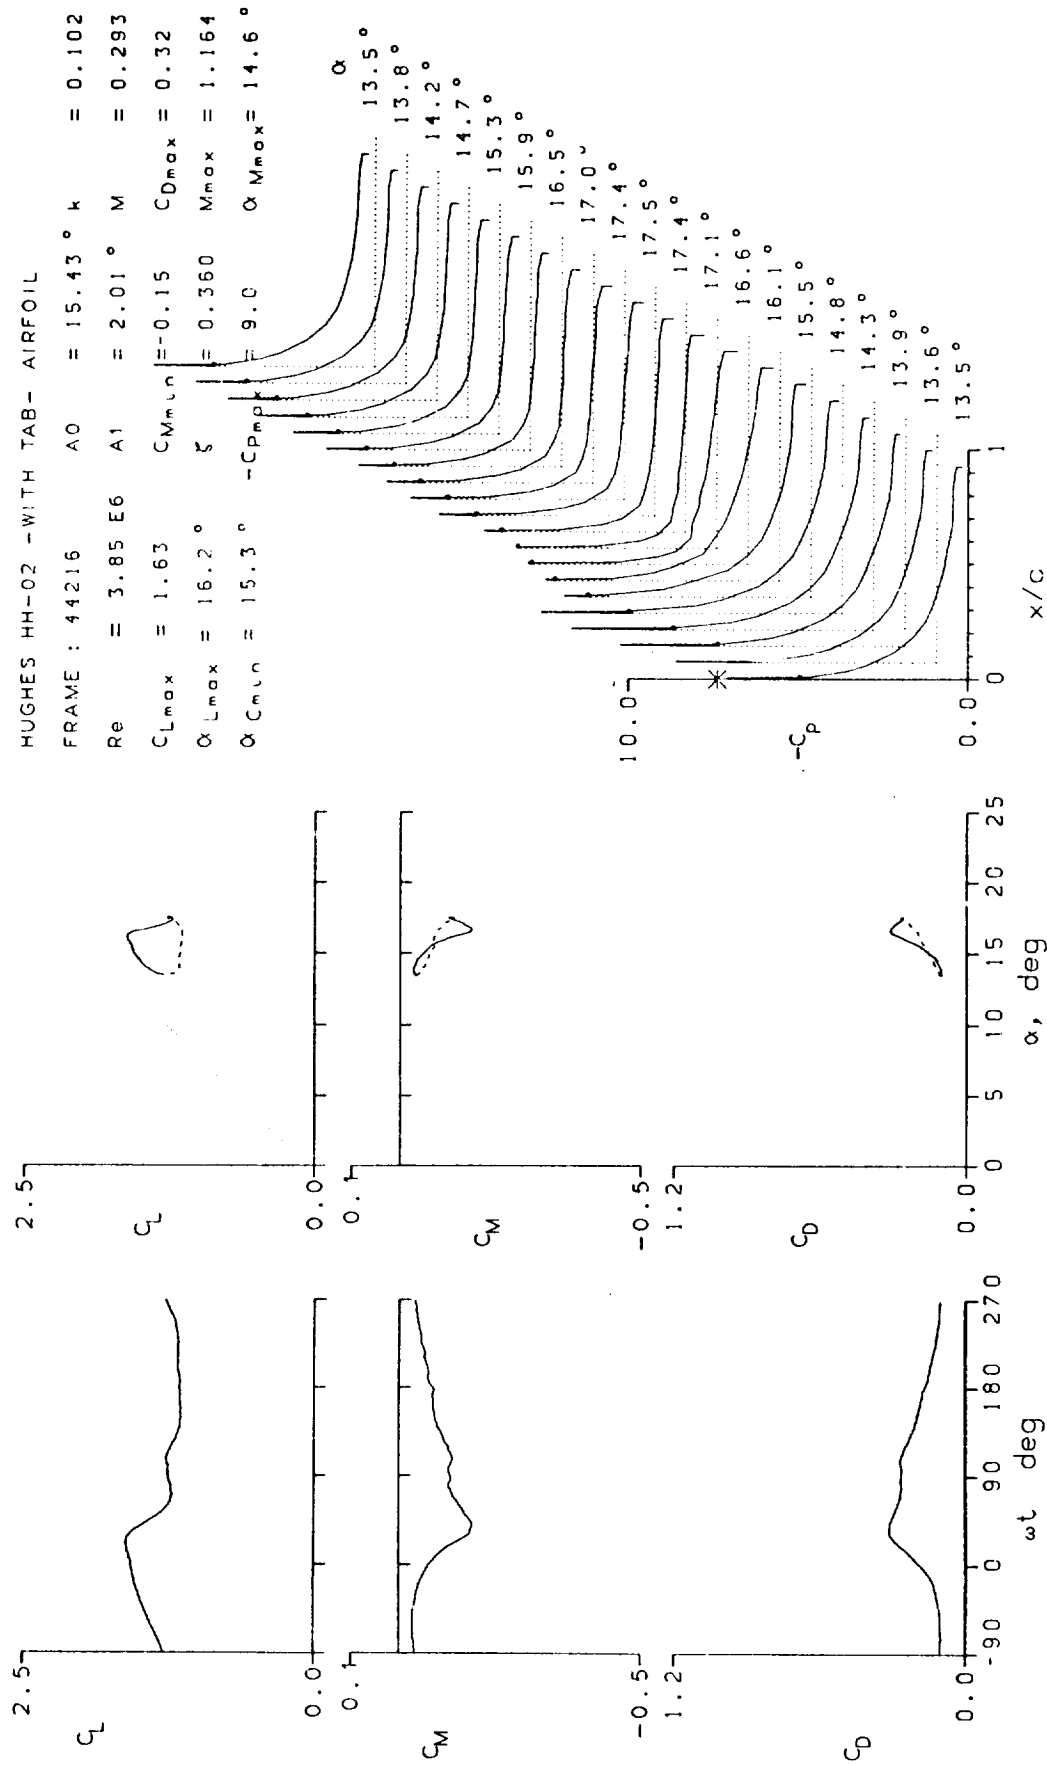 HUGHES HH-02 -WITH TAB- AIRFOIL
FRAME : 44216 A0 = 15.43° k = 0.102
Re = 3.85 E6 A1 = 2.01° M = 0.293
CLmax = 1.63 CMmin =-0.15 CDmax = 0.32
αLmax = 16.2° ζ = 0.360 Mmax = 1.164
αCmin = 15.3° -CPmax = 9.0 αMmax = 14.6°
2.5
CL
0.0
0.1
CM
-0.5
1.2
CD
0.0
-90 0 90 180 270
ωt deg
2.5
CL
0.0
0.1
CM
-0.5
1.2
CD
0.0
0 5 10 15 20 25
α, deg
α
13.5°
13.8°
14.2°
14.7°
15.3°
15.9°
16.5°
17.0°
17.4°
17.5°
17.4°
17.1°
16.6°
16.1°
15.5°
14.8°
14.3°
13.9°
13.6°
13.5°
10.0
-Cp
0.0
0 1
x/c